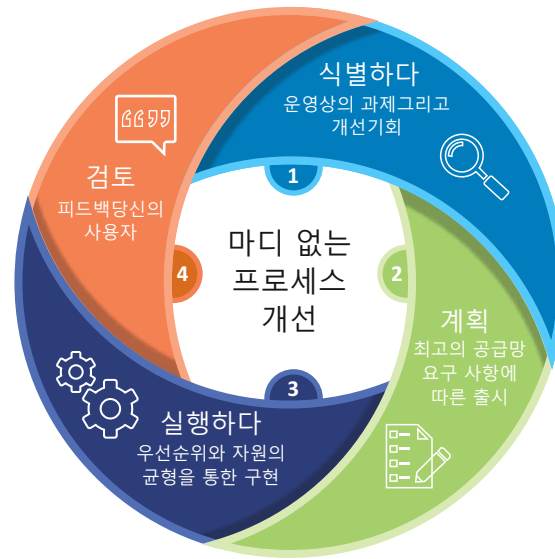 식별하다
운영상의 과제그리고
개선기회
1
계획
최고의 공급망
요구 사항에
따른 출시
2
실행하다
우선순위와 자원의
균형을 통한 구현
3
검토
피드백당신의
사용자
4
마디 없는
프로세스
개선